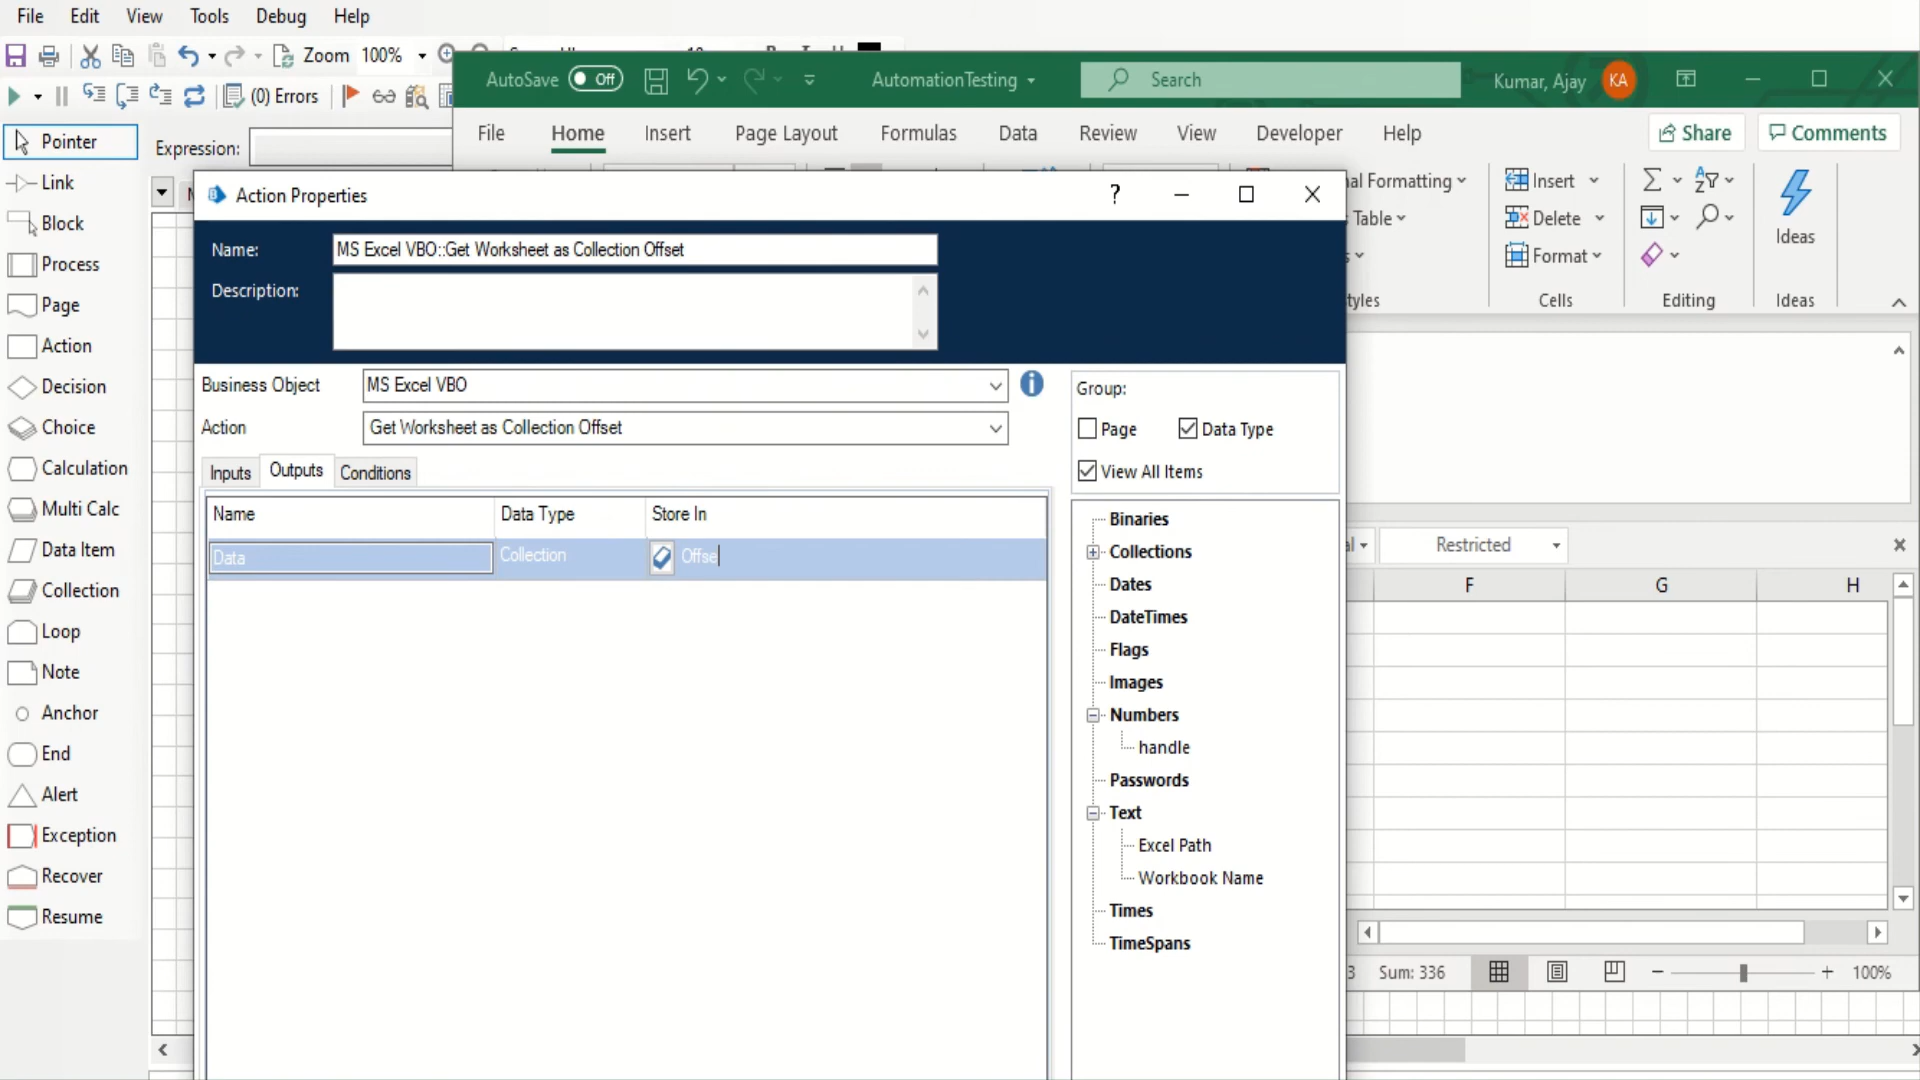 File Edit View Tools Debug Help
Zoom 100%
AutoSave Off AutomationTesting Search Kumar, Ajay KA
(0) Errors
File Home Insert Page Layout Formulas Data Review View Developer Help Share Comments
Pointer Expression:
Link
Block
Process
Page
Action
Decision
Choice
Calculation
Multi Calc
Data Item
Collection
Loop
Note
Anchor
End
Alert
Exception
Recover
Resume
Action Properties ?
Name: MS Excel VBO::Get Worksheet as Collection Offset
Description:
Business Object MS Excel VBO
Action Get Worksheet as Collection Offset
Inputs Outputs Conditions
Name Data Type Store In
Data Collection Offse
Group:
Page Data Type
View All Items
Binaries
Collections
Dates
DateTimes
Flags
Images
Numbers
handle
Passwords
Text
Excel Path
Workbook Name
Times
TimeSpans
Formatting Insert
Table Delete
Format Ideas
Cells Editing Ideas
Restricted
F G H
3 Sum: 336 100%